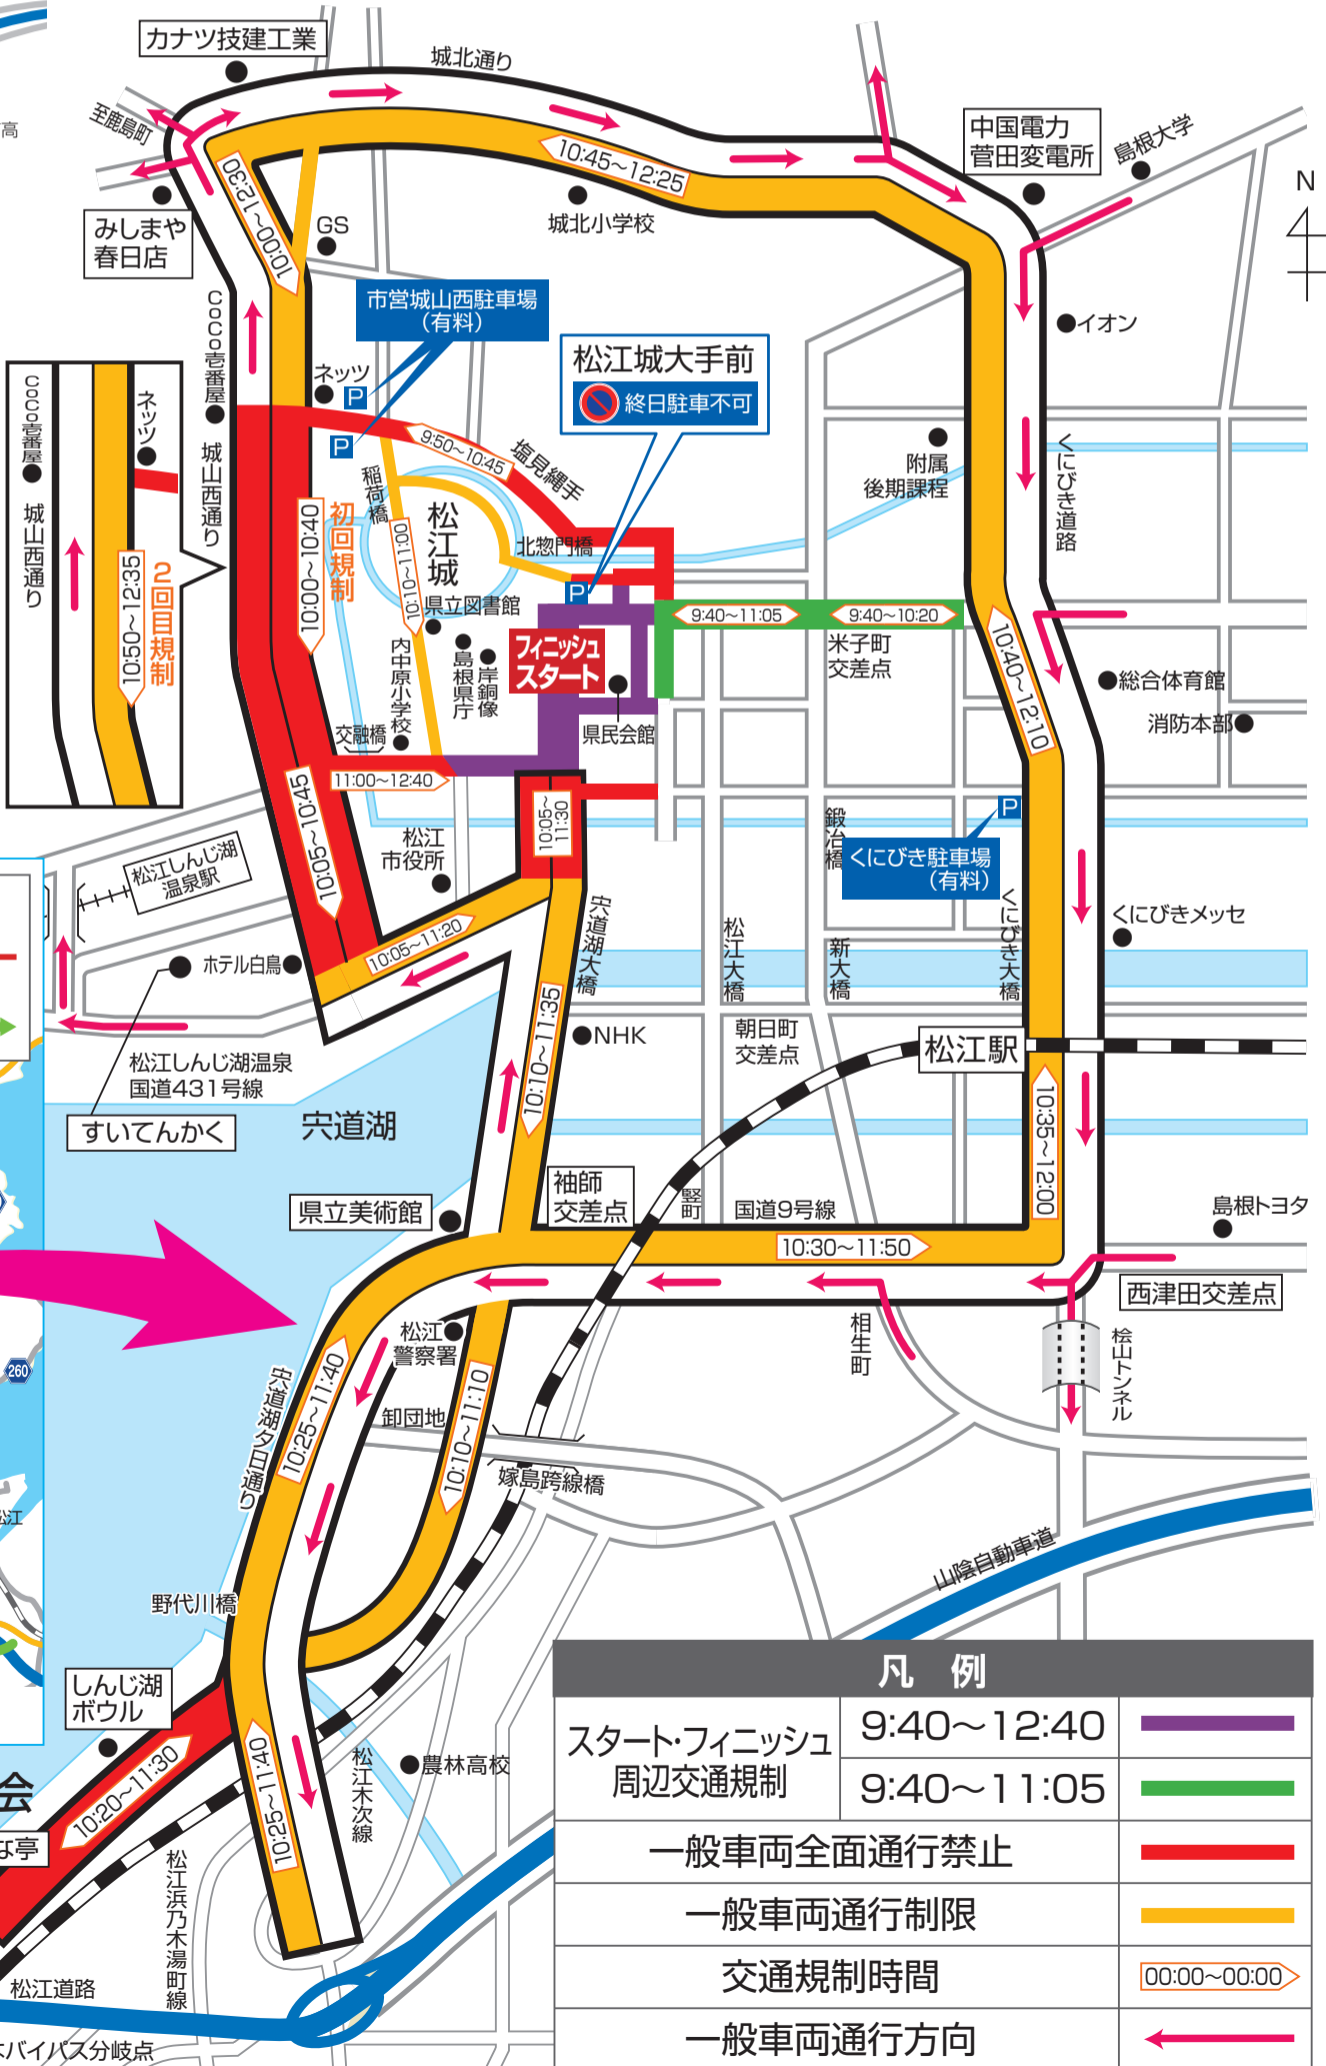 カナツ技建工業
城北通り
至鹿島町
高
中国電力
菅田変電所
島根大学
N
みしまや
春日店
10:00～12:30
10:45～12:25
城北小学校
GS
市営城山西駐車場
(有料)
松江城大手前
終日駐車不可
イオン
CoCo壱番屋
ネッツ
P
P
9:50～10:45
塩見縄手
城山西通り
稲荷橋
附属
後期課程
くにびき道路
CoCo壱番屋
ネッツ
城山西通り
10:50～12:35
2回目規制
10:00～10:40
初回規制
松江城
北惣門橋
10:10～11:00
P
県立図書館
島根県庁
岸銅像
内中原小学校
フィニッシュ
スタート
9:40～11:05
9:40～10:20
米子町
交差点
10:40～12:10
総合体育館
消防本部
県民会館
交融橋
11:00～12:40
10:05～10:45
10:05～
11:30
松江
市役所
鍛冶橋
P
くにびき駐車場
(有料)
松江しんじ湖
温泉駅
ホテル白鳥
10:05～11:20
宍道湖大橋
松江大橋
新大橋
くにびき大橋
くにびきメッセ
松江しんじ湖温泉
国道431号線
すいてんかく
宍道湖
NHK
10:10～11:35
朝日町
交差点
松江駅
10:35～12:00
県立美術館
袖師
交差点
竪町
国道9号線
10:30～11:50
島根トヨタ
西津田交差点
相生町
桧山トンネル
松江
警察署
10:25～11:40
宍道湖夕日通り
卸団地
10:10～11:10
嫁島跨線橋
260
松江
山陰自動車道
野代川橋
しんじ湖
ボウル
10:20～11:30
10:25～11:40
会
な亭
松江木次線
農林高校
松江浜乃木湯町線
松江道路
バイパス分岐点
凡 例
スタート・フィニッシュ
周辺交通規制
9:40～12:40
9:40～11:05
一般車両全面通行禁止
一般車両通行制限
交通規制時間
00:00～00:00
一般車両通行方向